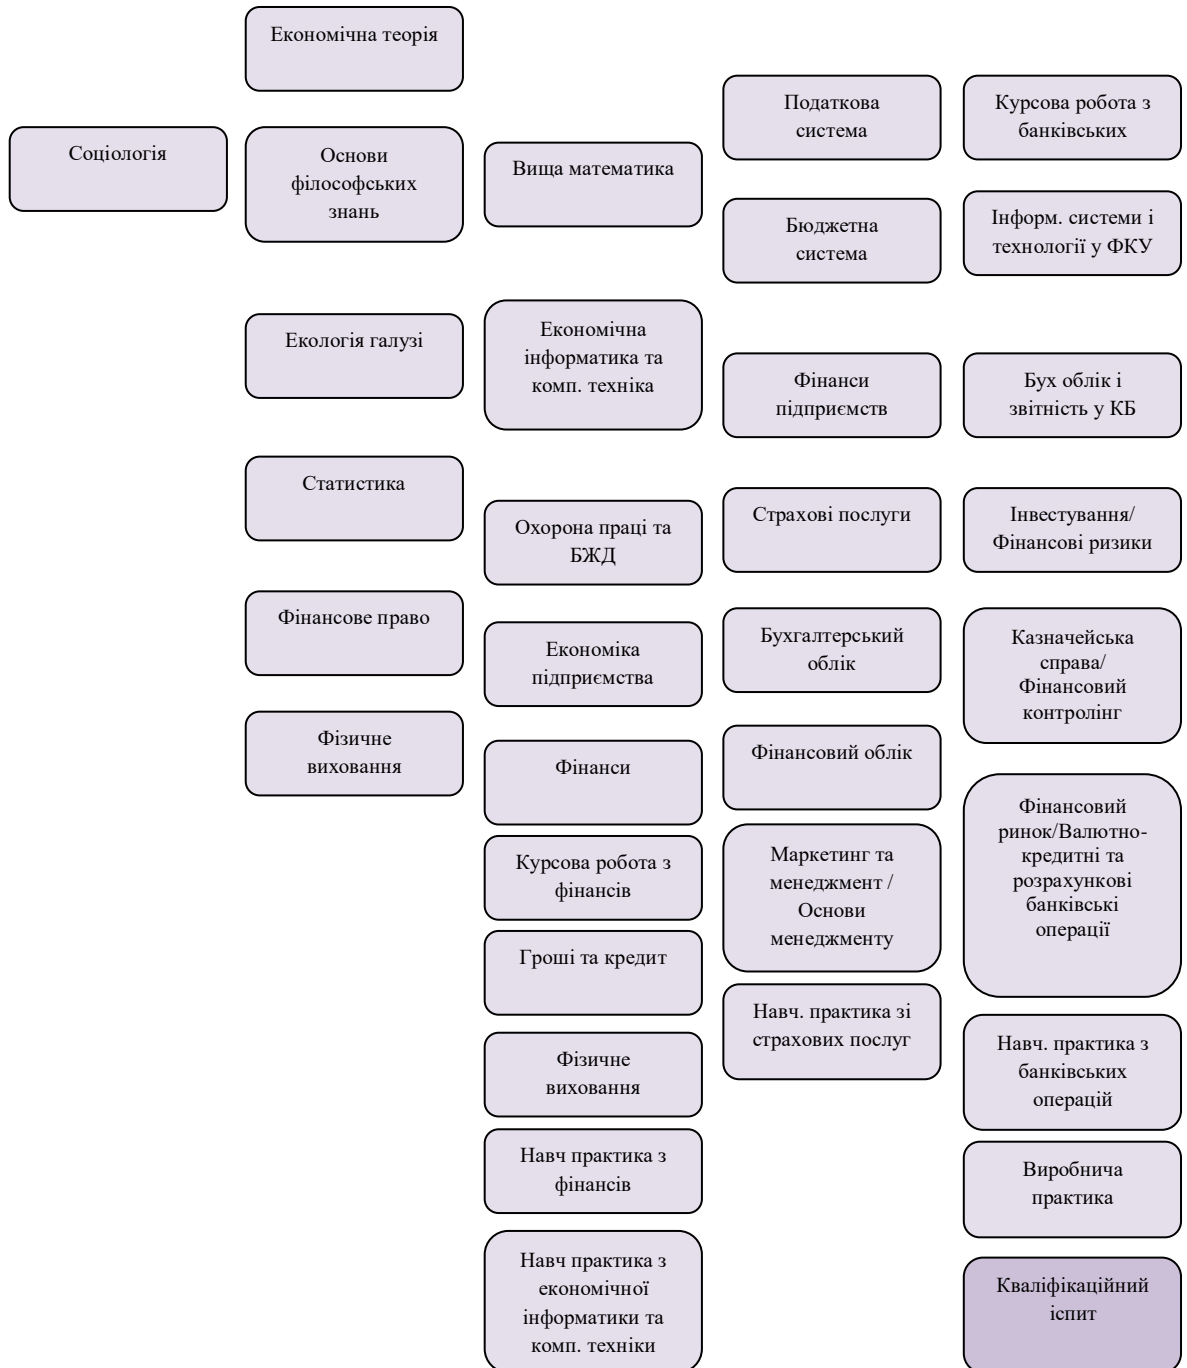 Соціологія
Економічна теорія
Основи
філософських
знань
Екологія галузі
Статистика
Фінансове право
Фізичне
виховання
Вища математика
Економічна
інформатика та
комп. техніка
Охорона праці та
БЖД
Економіка
підприємства
Фінанси
Курсова робота з
фінансів
Гроші та кредит
Фізичне
виховання
Навч практика з
фінансів
Навч практика з
економічної
інформатики та
комп. техніки
Податкова
система
Бюджетна
система
Фінанси
підприємств
Страхові послуги
Бухгалтерський
облік
Фінансовий облік
Маркетинг та
менеджмент /
Основи
менеджменту
Навч. практика зі
страхових послуг
Курсова робота з
банківських
Інформ. системи і
технології у ФКУ
Бух облік і
звітність у КБ
Інвестування/
Фінансові ризики
Казначейська
справа/
Фінансовий
контролінг
Фінансовий
ринок/Валютно-
кредитні та
розрахункові
банківські
операції
Навч. практика з
банківських
операцій
Виробнича
практика
Кваліфікаційний
іспит